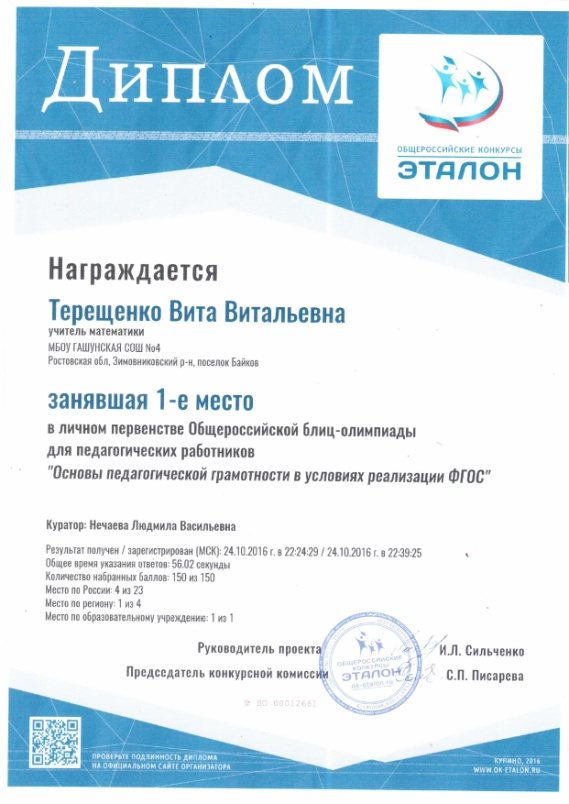 Диплом
ОБЩЕРОССИЙСКИЕ КОНКУРСЫ
ЭТАЛОН
Награждается
Терещенко Вита Витальевна
учитель математики
МБОУ ГАШУНСКАЯ СОШ №4
Ростовская обл, Зимовниковский р-н, поселок Байков
занявшая 1-е место
в личном первенстве Общероссийской блиц-олимпиады
для педагогических работников
"Основы педагогической грамотности в условиях реализации ФГОС"
Куратор: Нечаева Людмила Васильевна
Результат получен / зарегистрирован (МСК): 24.10.2016 г. в 22:24:29 / 24.10.2016 г. в 22:39:25
Общее время указания ответов: 56.02 секунды
Количество набранных баллов: 150 из 150
Место по России: 4 из 23
Место по региону: 1 из 4
Место по образовательному учреждению: 1 из 1
Руководитель проекта И.Л. Сильченко
Председатель конкурсной комиссии С.П. Писарева
ОБЩЕРОССИЙСКИЕ
КОНКУРСЫ
ЭТАЛОН
OK-ETALON.RU
№ BO 00012661
ПРОВЕРЬТЕ ПОДЛИННОСТЬ ДИПЛОМА
НА ОФИЦИАЛЬНОМ САЙТЕ ОРГАНИЗАТОРА
КУПИНО, 2016
WWW.OK-ETALON.RU